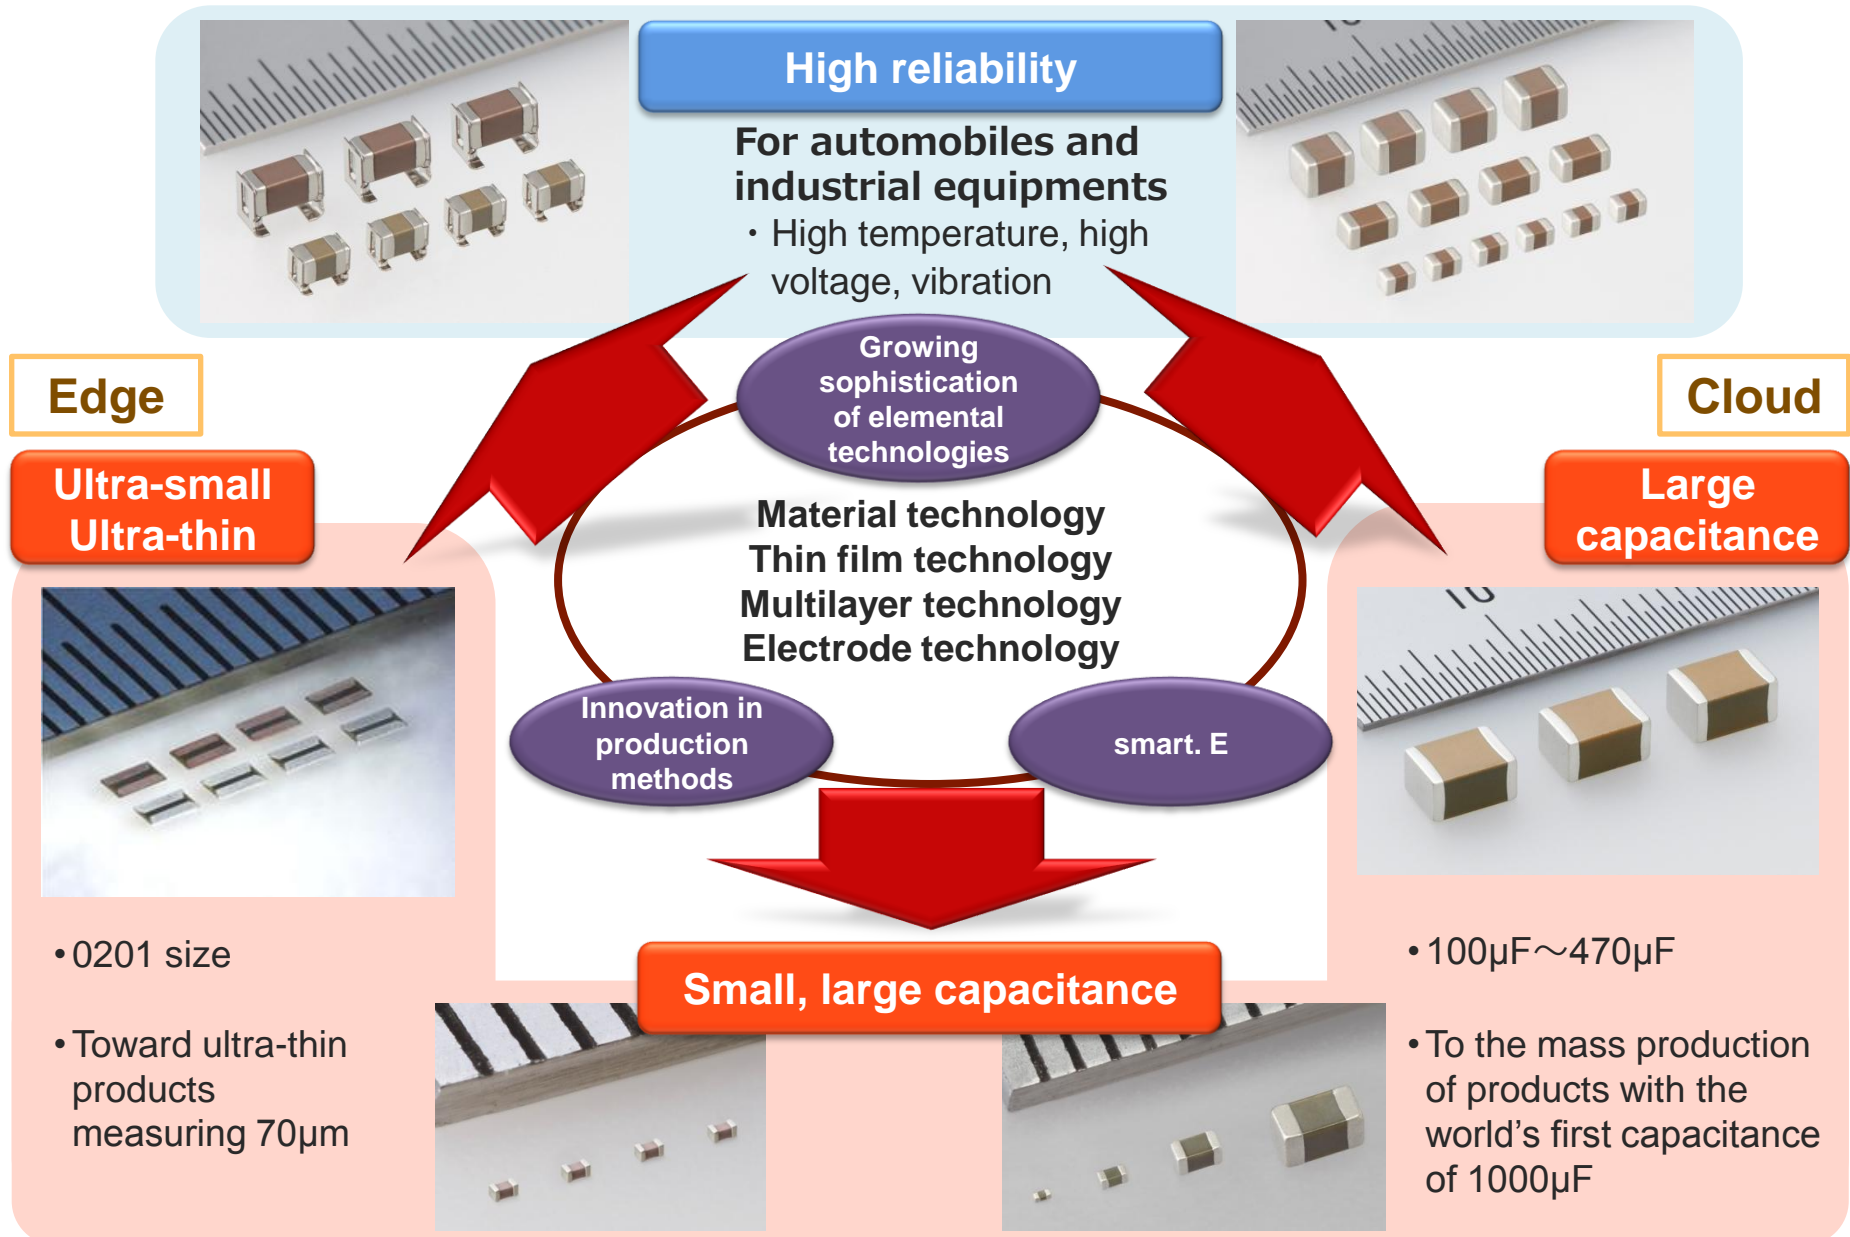 High reliability
For automobiles and
industrial equipments
・High temperature, high
voltage, vibration
Edge
Cloud
Ultra-small
Ultra-thin
Large
capacitance
Growing
sophistication
of elemental
technologies
Material technology
Thin film technology
Multilayer technology
Electrode technology
Innovation in
production
methods
smart. E
10
•0201 size
•Toward ultra-thin
products
measuring 70µm
Small, large capacitance
•100µF～470µF
•To the mass production
of products with the
world’s first capacitance
of 1000µF